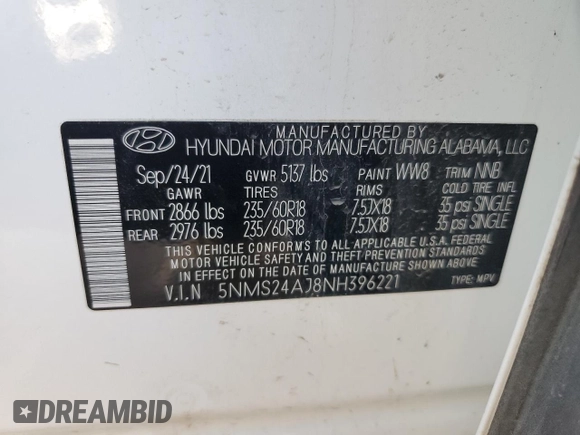 MANUFACTURED BY
HYUNDAI MOTOR MANUFACTURING ALABAMA, LLC
Sep/24/21 GVWR 5137 lbs PAINT WW8 TRIM NNB
GAWR TIRES RIMS COLD TIRE INFL
FRONT 2866 lbs 235/60R18 7.5JX18 35 psi SINGLE
REAR 2976 lbs 235/60R18 7.5JX18 35 psi SINGLE
THIS VEHICLE CONFORMS TO ALL APPLICABLE U.S.A. FEDERAL
MOTOR VEHICLE SAFETY AND THEFT PREVENTION STANDARDS
IN EFFECT ON THE DATE OF MANUFACTURE SHOWN ABOVE.
V.I.N 5NMS24AJ8NH396221 TYPE: MPV
DREAMBID